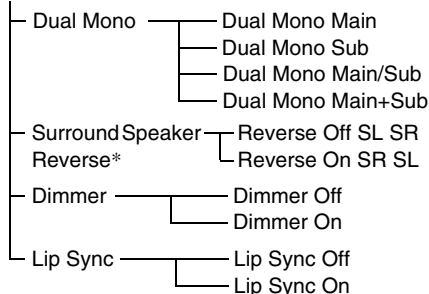 Dual Mono Dual Mono Main
Dual Mono Sub
Dual Mono Main/Sub
Dual Mono Main+Sub
Surround Speaker Reverse Off SL SR
Reverse* Reverse On SR SL
Dimmer Dimmer Off
Dimmer On
Lip Sync Lip Sync Off
Lip Sync On